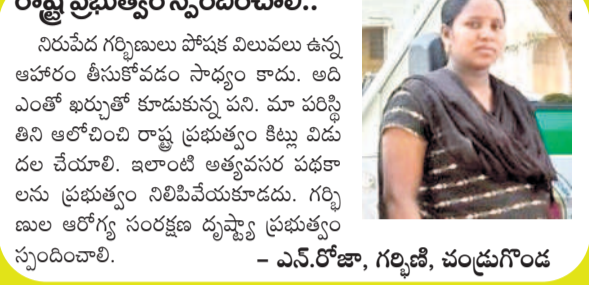 రాష్ట్ర ప్రభుత్వం స్పందించాలి..
నిరుపేద గర్భిణులు పోషక విలువలు ఉన్న
ఆహారం తీసుకోవడం సాధ్యం కాదు. అది
ఎంతో ఖర్చుతో కూడుకున్న పని. మా పరిస్థి
తిని ఆలోచించి రాష్ట్ర ప్రభుత్వం కిట్లు విడు
దల చేయాలి. ఇలాంటి అత్యవసర పథకా
లను ప్రభుత్వం నిలిపివేయకూడదు. గర్భి
ణుల ఆరోగ్య సంరక్షణ దృష్ట్యా ప్రభుత్వం
స్పందించాలి.
– ఎన్.రోజా, గర్భిణి, చండ్రుగొండ